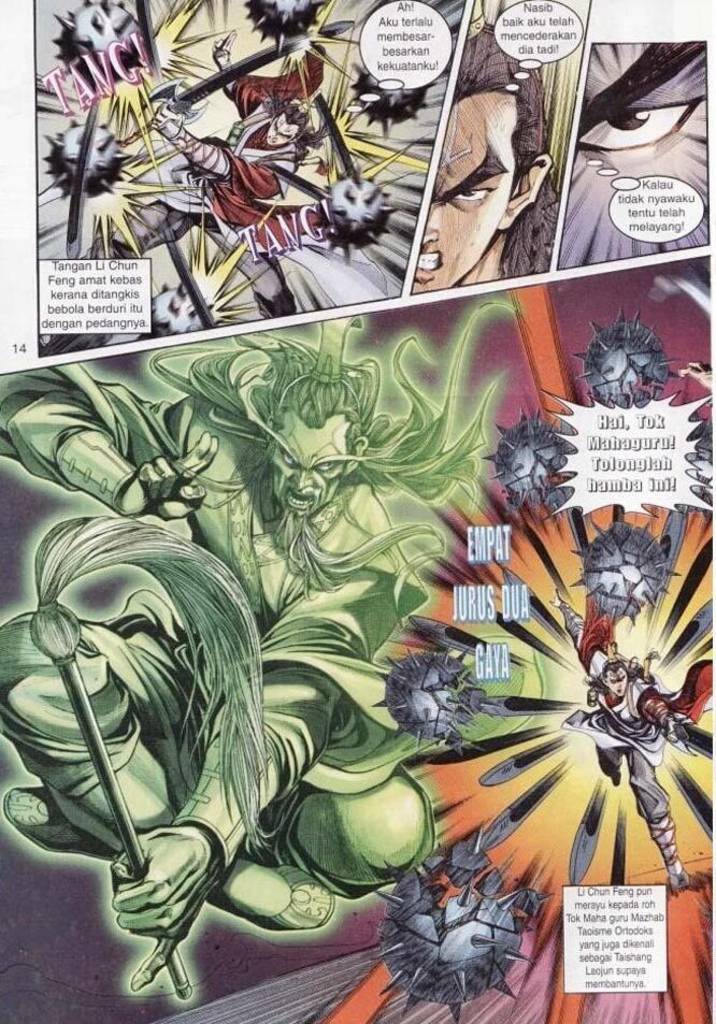 TANG!
TANG!
Ah!
Aku terlalu
membesar-
besarkan
kekuatanku!
Tangan Li Chun
Feng amat kebas
kerana ditangkis
bebola berduri itu
dengan pedangnya.
Nasib
baik aku telah
mencederakan
dia tadi!
Kalau
tidak nyawaku
tentu telah
melayang!
14
Hai, Tok
Mahaguru!
Tolonglah
hamba ini!
EMPAT
JURUS DUA
GAYA
Li Chun Feng pun
merayu kepada roh
Tok Maha guru Mazhab
Taoisme Ortodoks
yang juga dikenali
sebagai Taishang
Laojun supaya
membantunya.